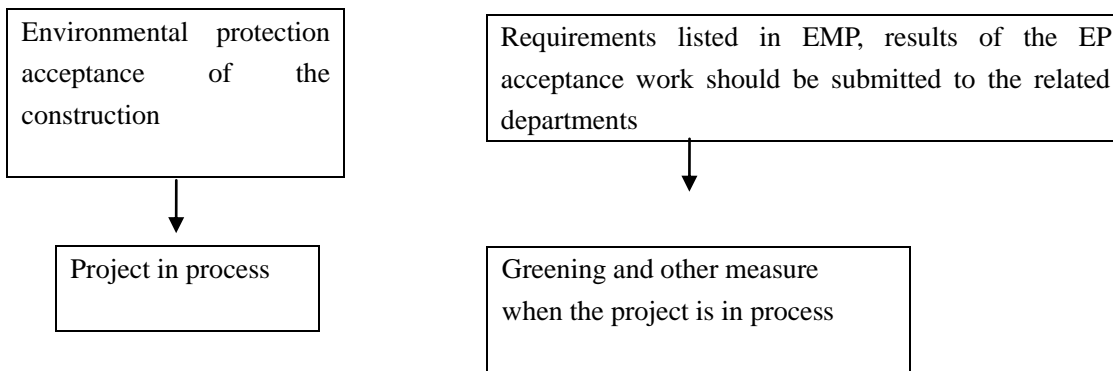 Environmental protection
acceptance of the
construction
Requirements listed in EMP, results of the EP
acceptance work should be submitted to the related
departments
Project in process
Greening and other measure
when the project is in process